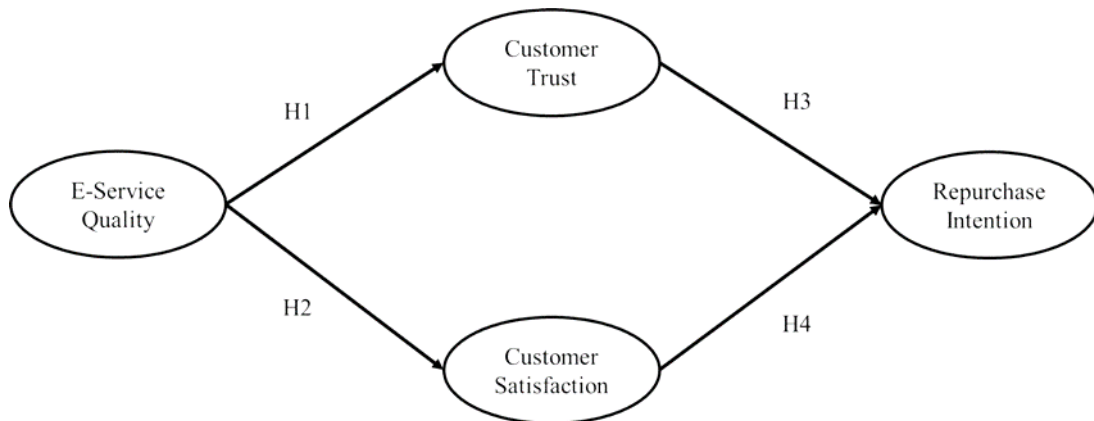 Customer
Trust
H1
H3
E-Service
Quality
Repurchase
Intention
H2
H4
Customer
Satisfaction